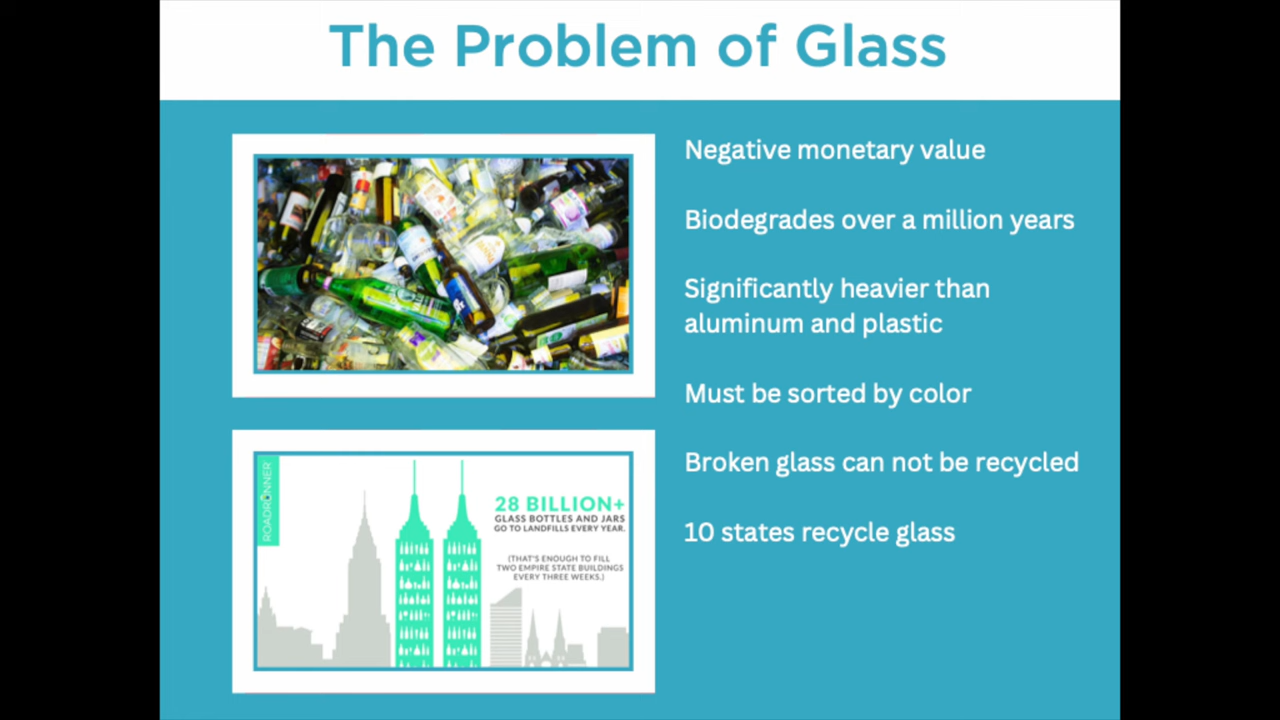 The Problem of Glass
Negative monetary value
Biodegrades over a million years
Significantly heavier than
aluminum and plastic
Must be sorted by color
Broken glass can not be recycled
10 states recycle glass
ROADRUNNER
28 BILLION+
GLASS BOTTLES AND JARS
GO TO LANDFILLS EVERY YEAR.
(THAT'S ENOUGH TO FILL
TWO EMPIRE STATE BUILDINGS
EVERY THREE WEEKS.)